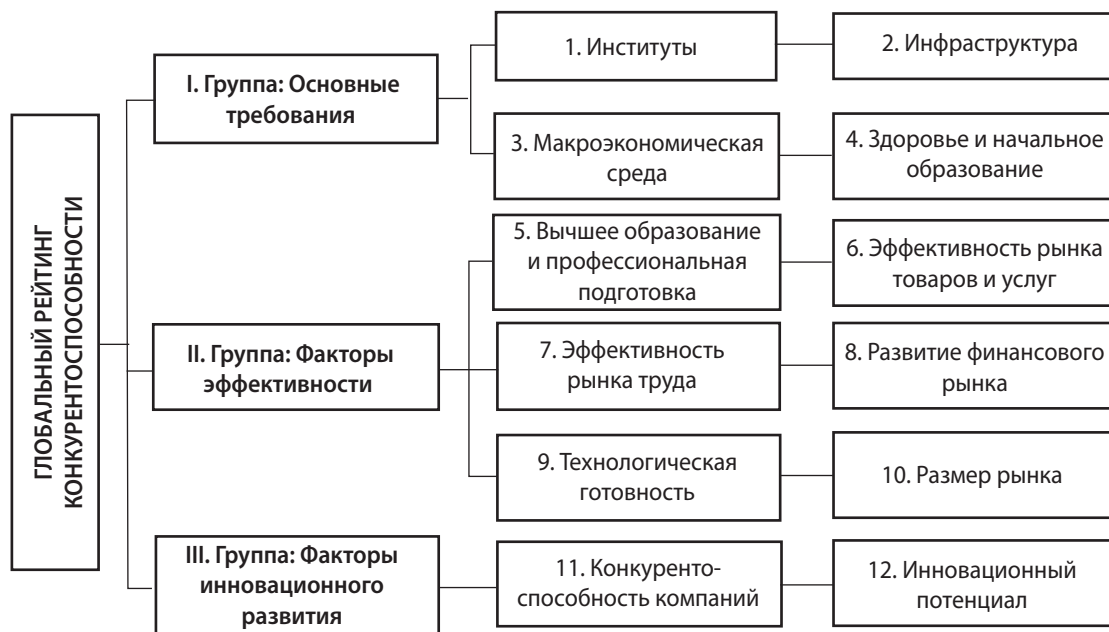 ГЛОБАЛЬНЫЙ РЕЙТИНГ
КОНКУРЕНТОСПОСОБНОСТИ
I. Группа: Основные
требования
1. Институты
2. Инфраструктура
3. Макроэкономическая
среда
4. Здоровье и начальное
образование
II. Группа: Факторы
эффективности
5. Вычшее образование
и профессиональная
подготовка
6. Эффективность рынка
товаров и услуг
7. Эффективность
рынка труда
8. Развитие финансового
рынка
9. Технологическая
готовность
10. Размер рынка
III. Группа: Факторы
инновационного
развития
11. Конкуренто-
способность компаний
12. Инновационный
потенциал